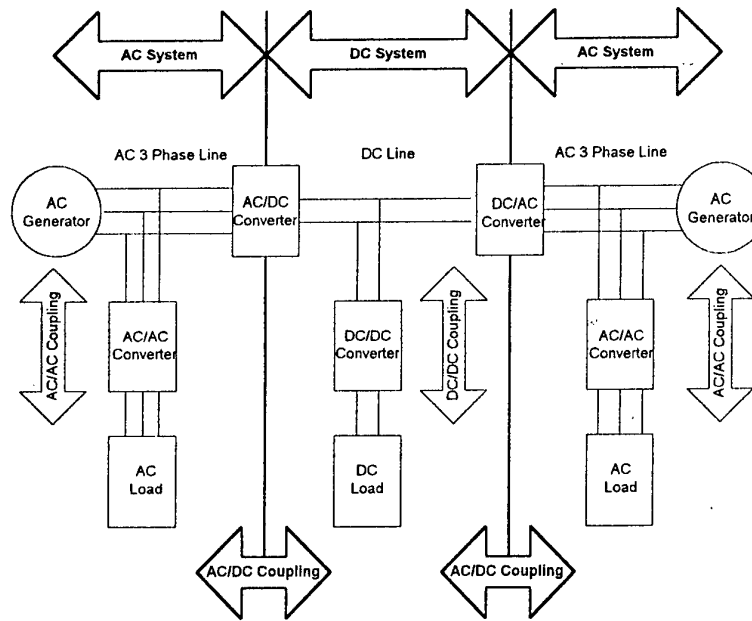 AC System
DC System
AC System
AC 3 Phase Line
DC Line
AC 3 Phase Line
AC
Generator
AC/DC
Converter
DC/AC
Converter
AC
Generator
AC/AC Coupling
AC/AC
Converter
DC/DC
Converter
DC/DC Coupling
AC/AC
Converter
AC/AC Coupling
AC
Load
DC
Load
AC
Load
AC/DC Coupling
AC/DC Coupling